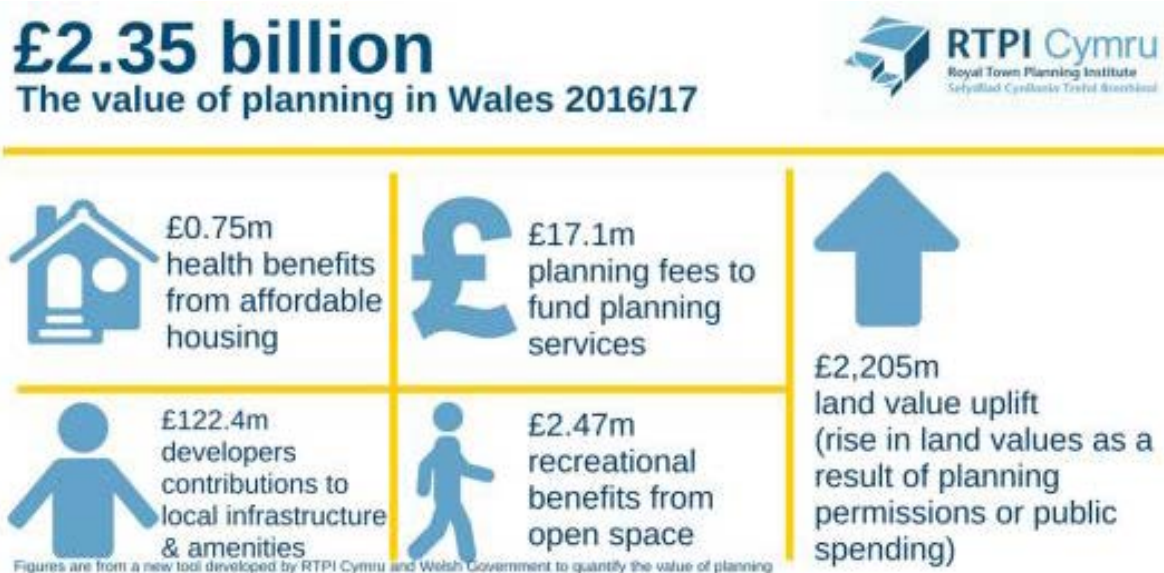 £2.35 billion
The value of planning in Wales 2016/17
RTPI Cymru
Royal Town Planning Institute
Sefydliad Cynllunio Trefol Brenhinol
£0.75m
health benefits
from affordable
housing
£17.1m
planning fees to
fund planning
services
£2,205m
land value uplift
(rise in land values as a
result of planning
permissions or public
spending)
£122.4m
developers
contributions to
local infrastructure
& amenities
£2.47m
recreational
benefits from
open space
Figures are from a new tool developed by RTPI Cymru and Welsh Government to quantify the value of planning